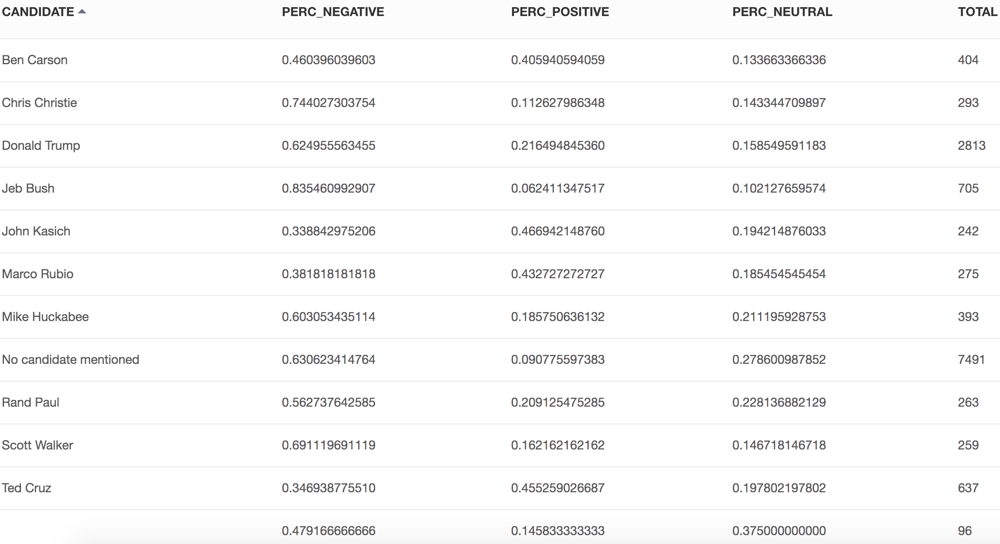 CANDIDATE PERC_NEGATIVE PERC_POSITIVE PERC_NEUTRAL TOTAL
Ben Carson 0.460396039603 0.405940594059 0.133663366336 404
Chris Christie 0.744027303754 0.112627986348 0.143344709897 293
Donald Trump 0.624955563455 0.216494845360 0.158549591183 2813
Jeb Bush 0.835460992907 0.062411347517 0.102127659574 705
John Kasich 0.338842975206 0.466942148760 0.194214876033 242
Marco Rubio 0.381818181818 0.432727272727 0.185454545454 275
Mike Huckabee 0.603053435114 0.185750636132 0.211195928753 393
No candidate mentioned 0.630623414764 0.090775597383 0.278600987852 7491
Rand Paul 0.562737642585 0.209125475285 0.228136882129 263
Scott Walker 0.691119691119 0.162162162162 0.146718146718 259
Ted Cruz 0.346938775510 0.455259026687 0.197802197802 637
0.479166666666 0.145833333333 0.375000000000 96